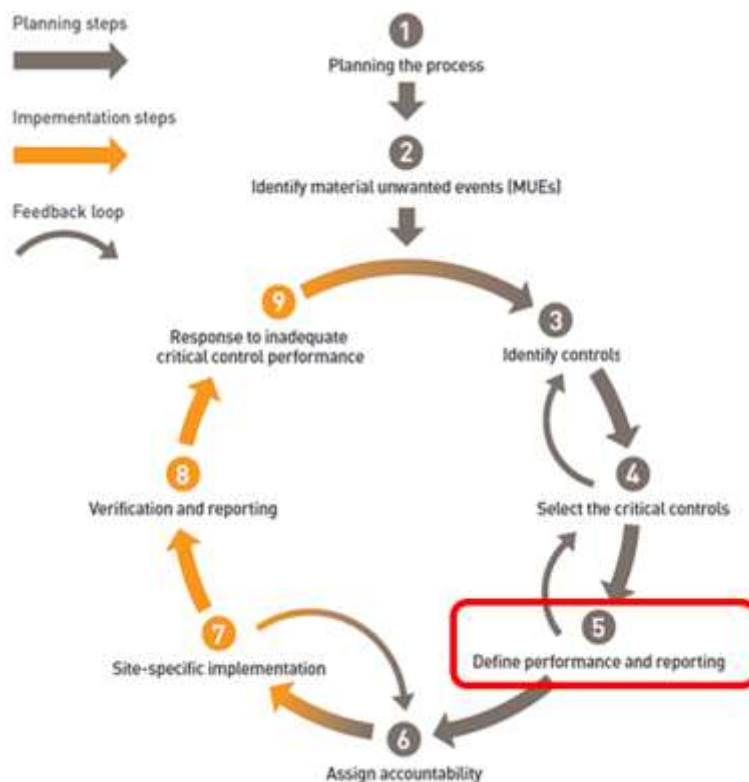 Planning steps
Impementation steps
Feedback loop
1
Planning the process
2
Identify material unwanted events (MUEs)
3
Identify controls
4
Select the critical controls
5
Define performance and reporting
6
Assign accountability
7
Site-specific implementation
8
Verification and reporting
9
Response to inadequate
critical control performance